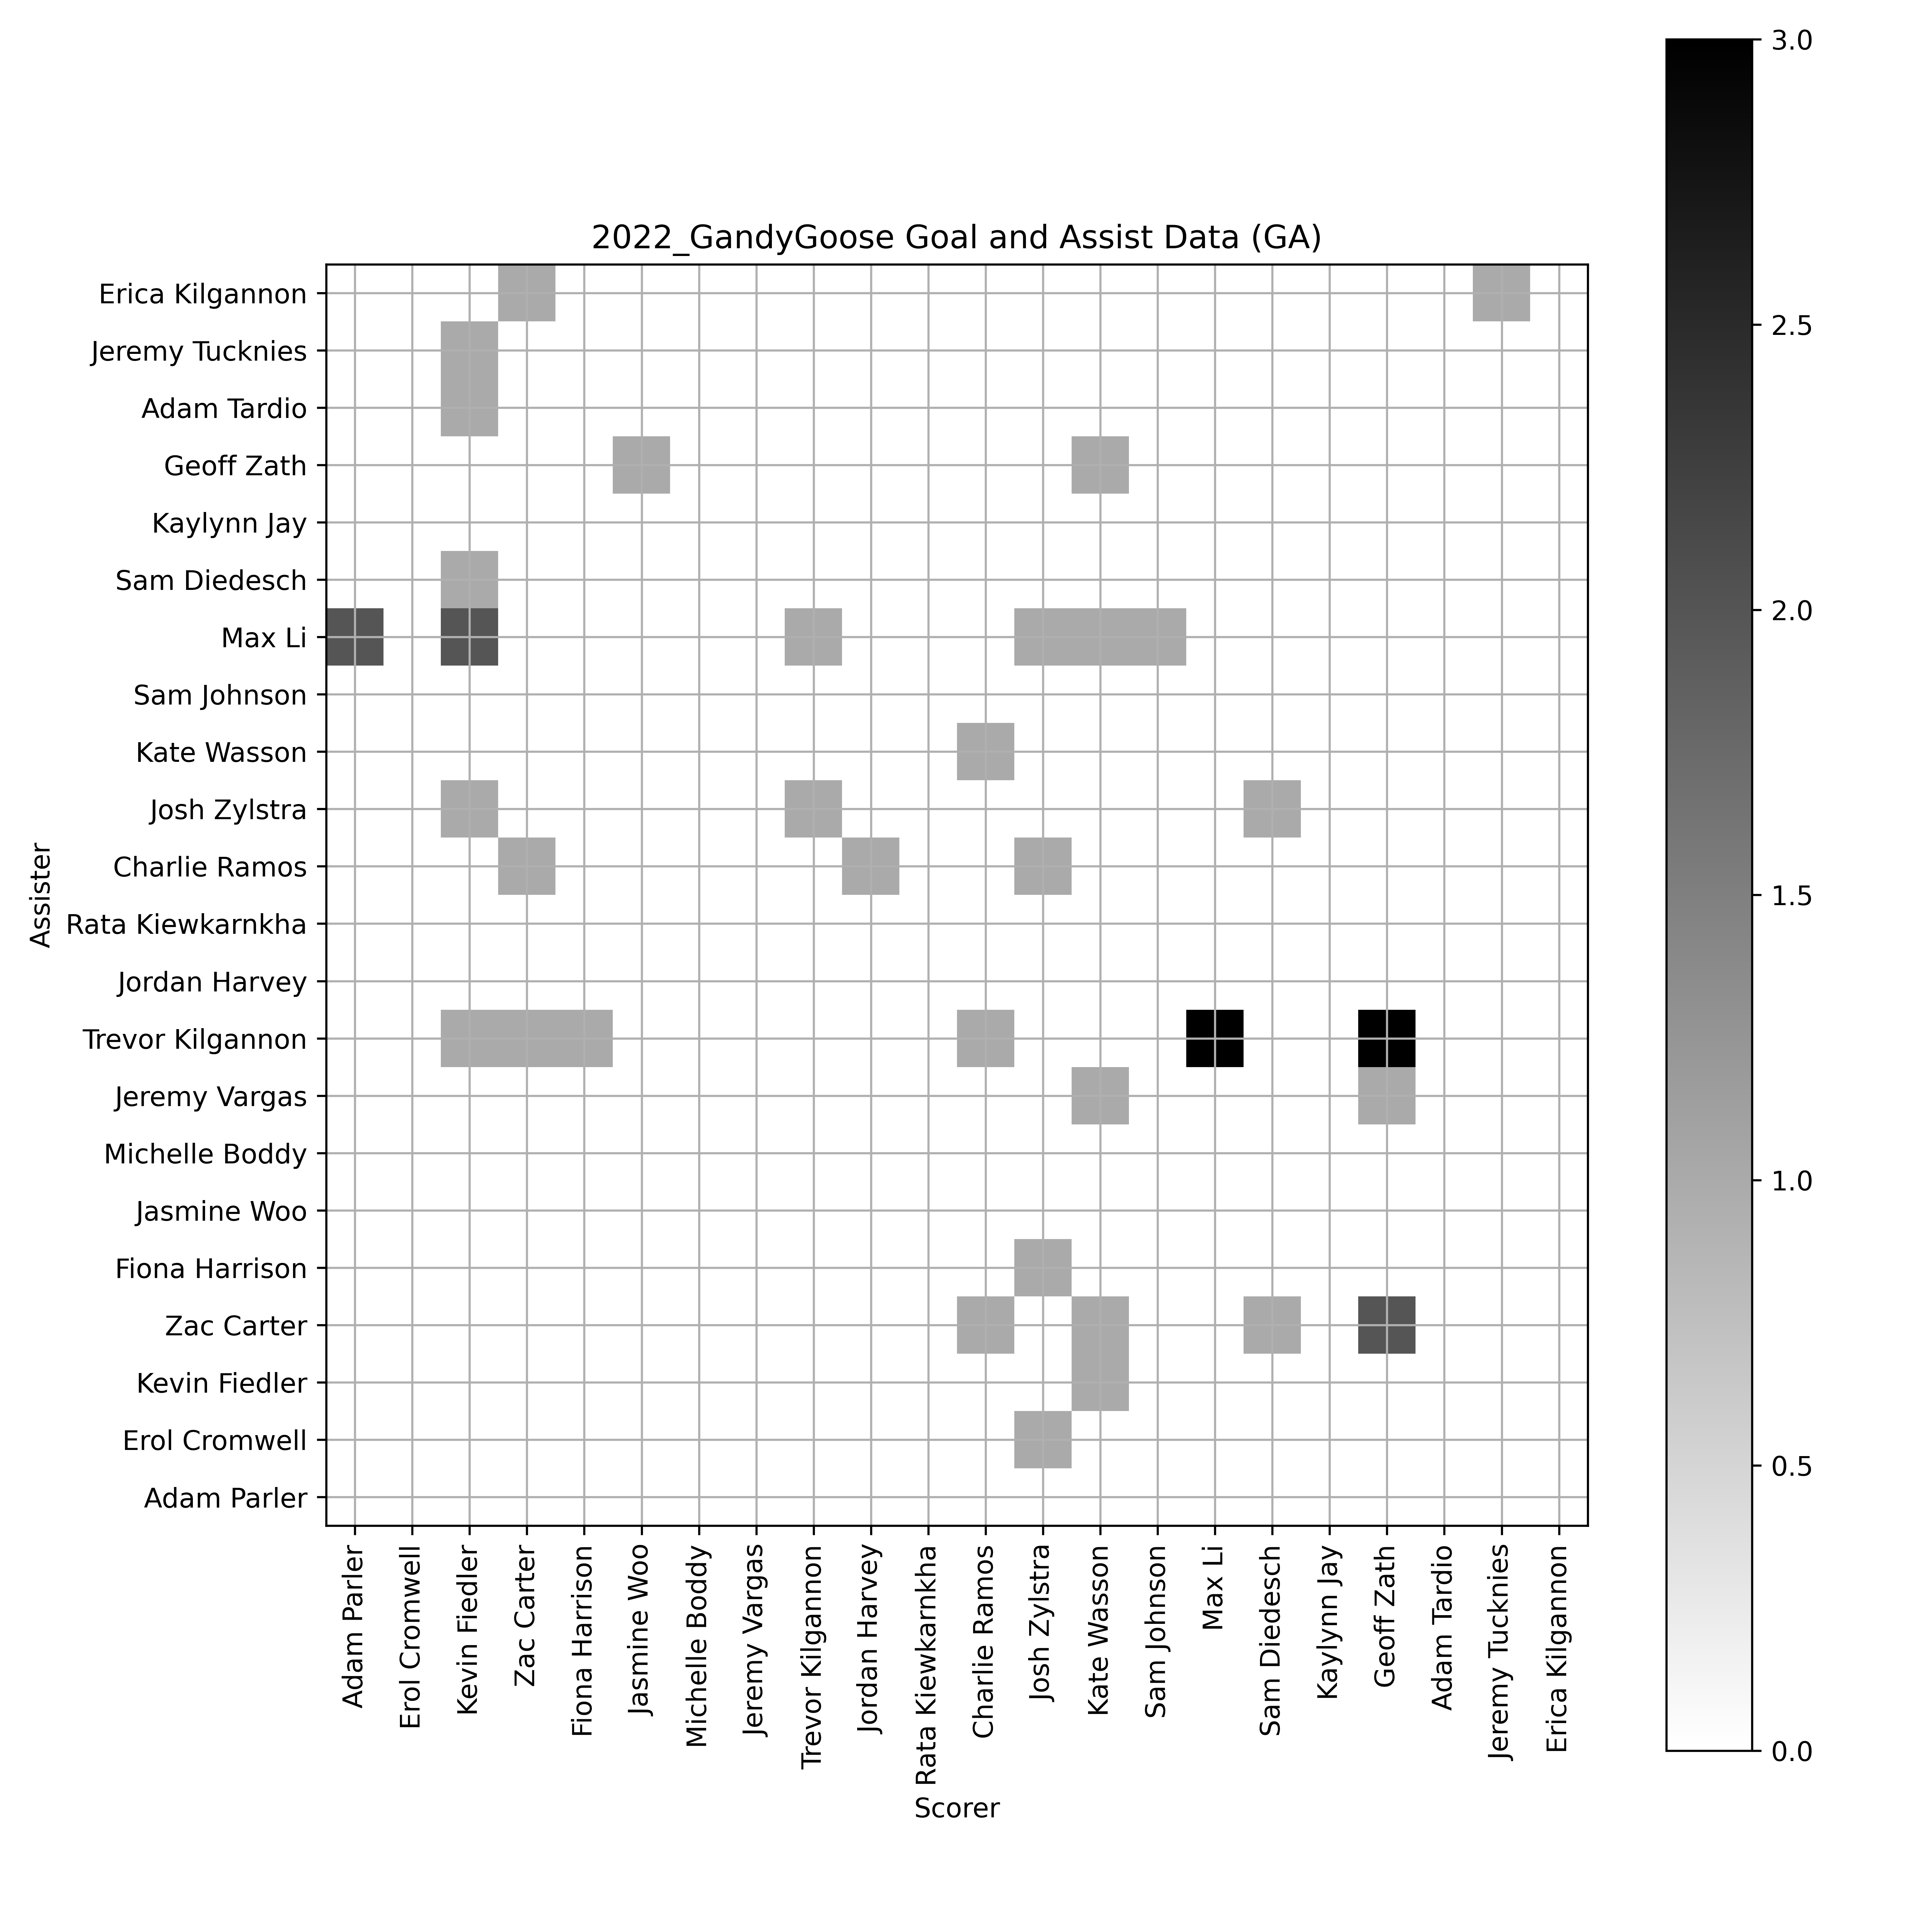 2022_GandyGoose Goal and Assist Data (GA)
Assister
Erica Kilgannon
Jeremy Tucknies
Adam Tardio
Geoff Zath
Kaylynn Jay
Sam Diedesch
Max Li
Sam Johnson
Kate Wasson
Josh Zylstra
Charlie Ramos
Rata Kiewkarnkha
Jordan Harvey
Trevor Kilgannon
Jeremy Vargas
Michelle Boddy
Jasmine Woo
Fiona Harrison
Zac Carter
Kevin Fiedler
Erol Cromwell
Adam Parler
Adam Parler
Erol Cromwell
Kevin Fiedler
Zac Carter
Fiona Harrison
Jasmine Woo
Michelle Boddy
Jeremy Vargas
Trevor Kilgannon
Jordan Harvey
Rata Kiewkarnkha
Charlie Ramos
Josh Zylstra
Kate Wasson
Sam Johnson
Max Li
Sam Diedesch
Kaylynn Jay
Geoff Zath
Adam Tardio
Jeremy Tucknies
Erica Kilgannon
Scorer
3.0
2.5
2.0
1.5
1.0
0.5
0.0